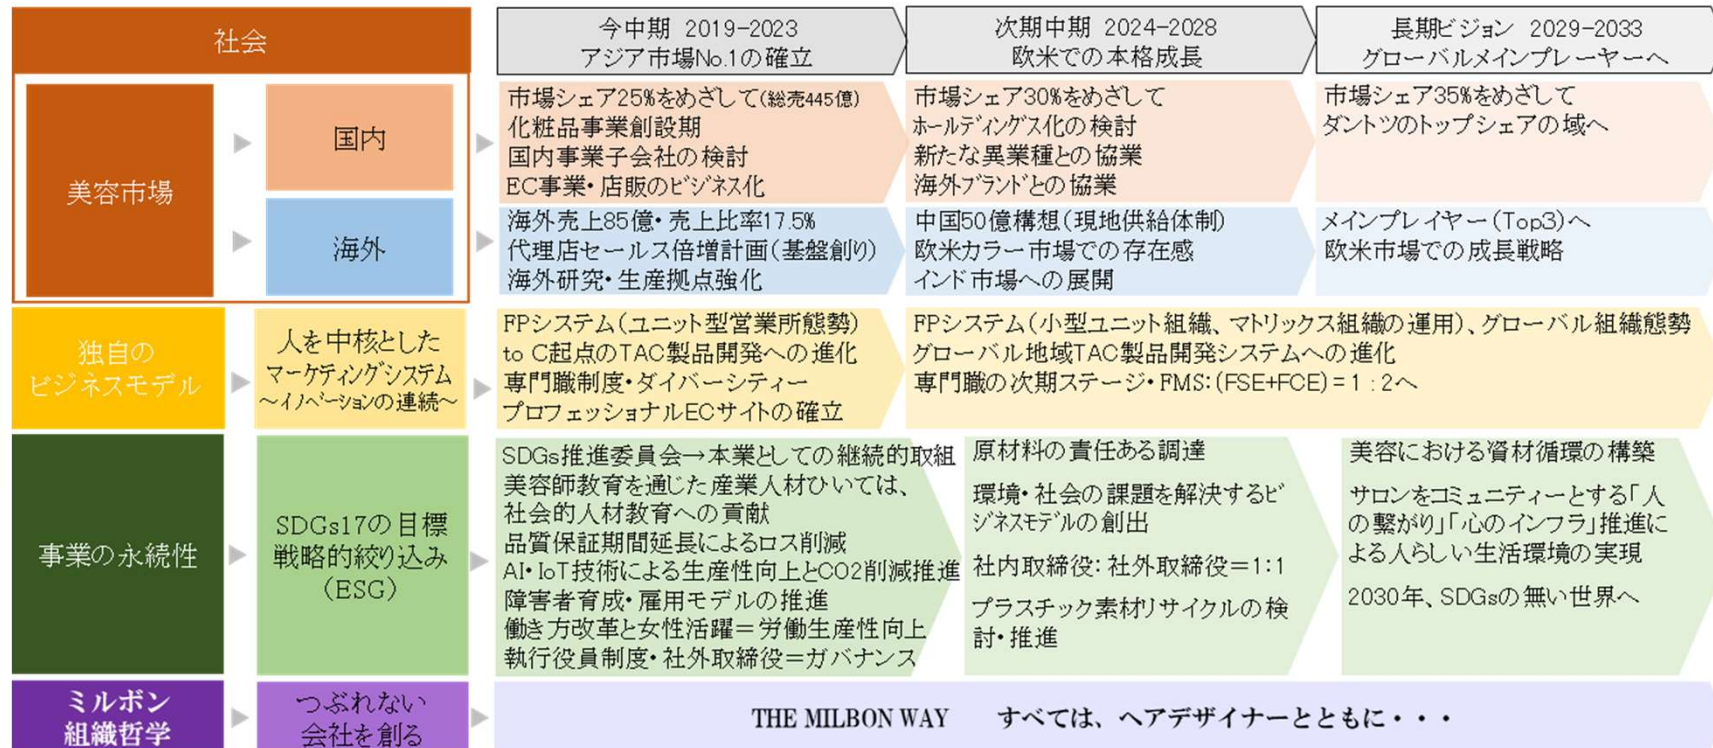 社会
今中期 2019-2023
アジア市場No.1の確立
次期中期 2024-2028
欧米での本格成長
長期ビジョン 2029-2033
グローバルメインプレーヤーへ
美容市場
国内
市場シェア25%をめざして(総売445億)
化粧品事業創設期
国内事業子会社の検討
EC事業・店販のビジネス化
市場シェア30%をめざして
ホールディングス化の検討
新たな異業種との協業
海外ブランドとの協業
市場シェア35%をめざして
ダントツのトップシェアの域へ
海外
海外売上85億・売上比率17.5%
代理店セールス倍増計画(基盤創り)
海外研究・生産拠点強化
中国50億構想(現地供給体制)
欧米カラー市場での存在感
インド市場への展開
メインプレイヤー(Top3)へ
欧米市場での成長戦略
独自の
ビジネスモデル
人を中核とした
マーケティングシステム
～イノベーションの連続～
FPシステム(ユニット型営業所態勢)
to C起点のTAC製品開発への進化
専門職制度・ダイバーシティー
プロフェッショナルECサイトの確立
FPシステム(小型ユニット組織、マトリックス組織の運用)、グローバル組織態勢
グローバル地域TAC製品開発システムへの進化
専門職の次期ステージ・FMS:(FSE+FCE)=1:2へ
事業の永続性
SDGs17の目標
戦略的絞り込み
(ESG)
SDGs推進委員会→本業としての継続的取組
美容師教育を通じた産業人材ひいては、
社会的人材教育への貢献
品質保証期間延長によるロス削減
AI・IoT技術による生産性向上とCO2削減推進
障害者育成・雇用モデルの推進
働き方改革と女性活躍＝労働生産性向上
執行役員制度・社外取締役＝ガバナンス
原材料の責任ある調達
環境・社会の課題を解決するビ
ジネスモデルの創出
社内取締役：社外取締役＝1：1
プラスチック素材リサイクルの検
討・推進
美容における資材循環の構築
サロンをコミュニティーとする「人
の繋がり」「心のインフラ」推進に
よる人らしい生活環境の実現
2030年、SDGsの無い世界へ
ミルボン
組織哲学
つぶれない
会社を創る
THE MILBON WAY すべては、ヘアデザイナーとともに・・・